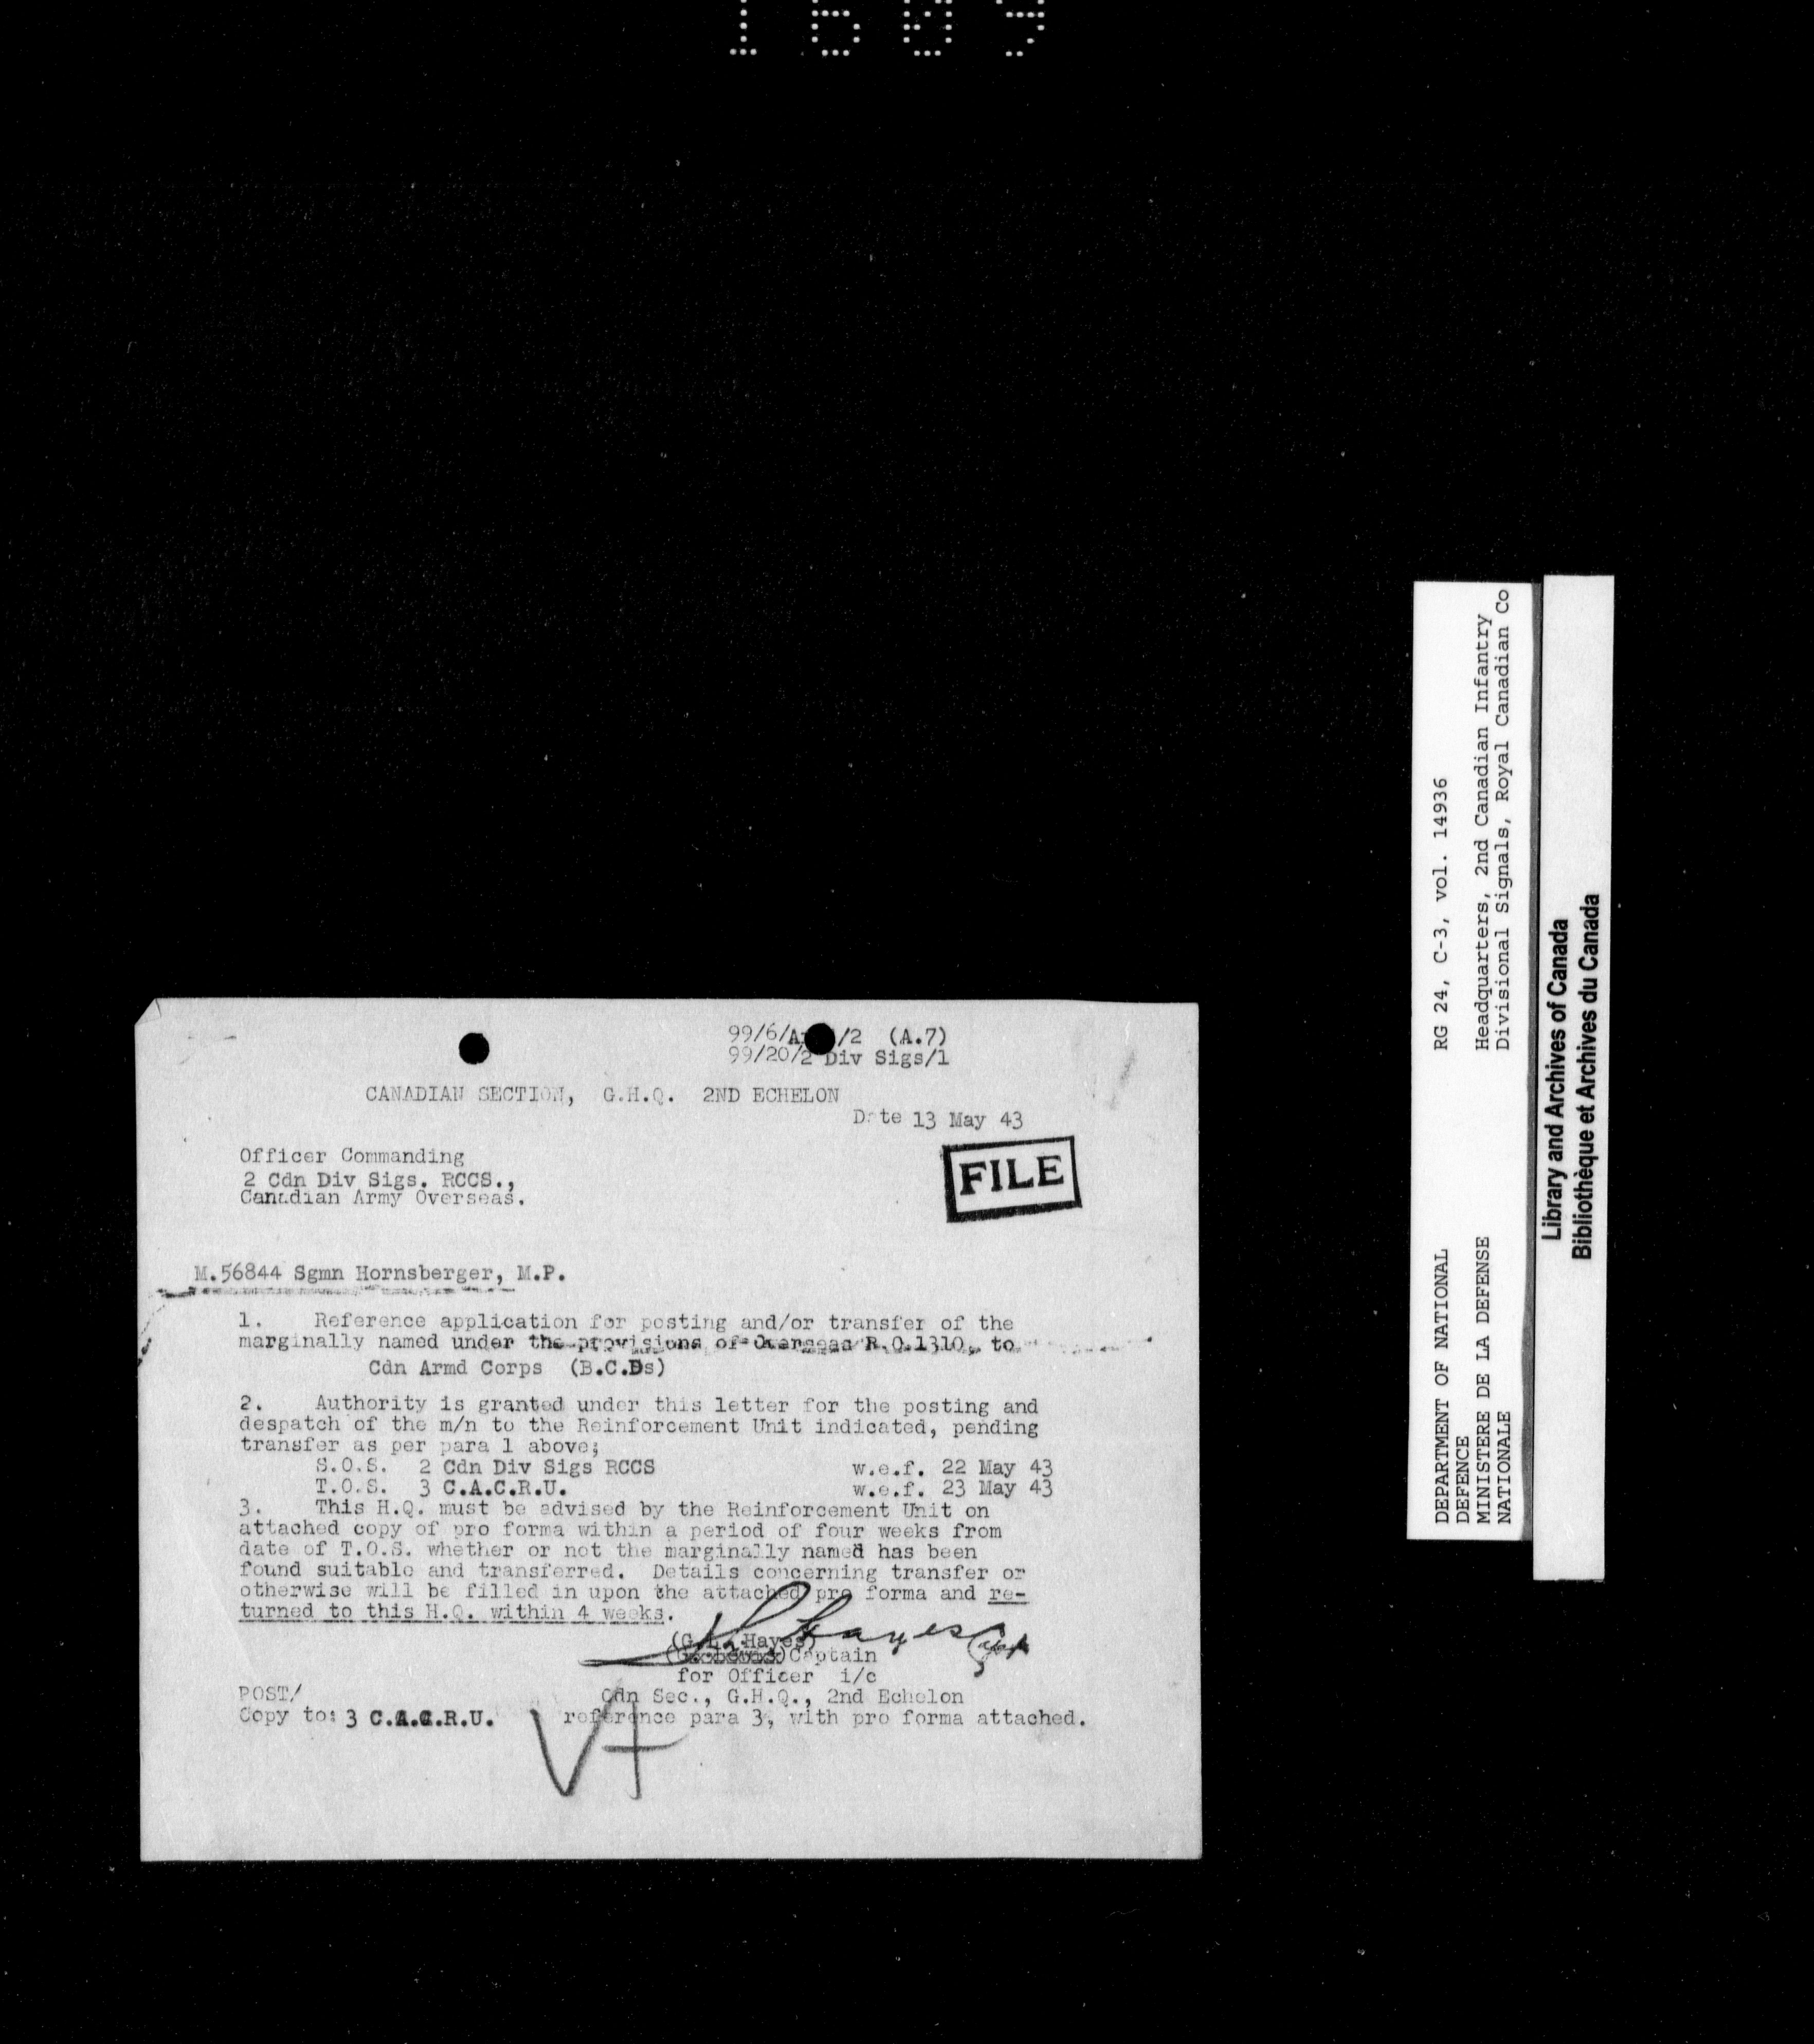 1609
99/6/A /2 (A.7)
99/20/2 Div Sigs/1
CANADIAN SECTION, G.H.Q. 2ND ECHELON
Date 13 May 43
Officer Commanding
2 Cdn Div Sigs. RCCS.,
Canadian Army Overseas.
FILE
M.56844 Sgmn Hornsberger, M.P.
1. Reference application for posting and/or transfer of the
marginally named under the provisions of Overseas R.O.1310, to
Cdn Armd Corps (B.C.Ds)
2. Authority is granted under this letter for the posting and
despatch of the m/n to the Reinforcement Unit indicated, pending
transfer as per para 1 above;
S.O.S. 2 Cdn Div Sigs RCCS w.e.f. 22 May 43
T.O.S. 3 C.A.C.R.U. w.e.f. 23 May 43
3. This H.Q. must be advised by the Reinforcement Unit on
attached copy of pro forma within a period of four weeks from
date of T.O.S. whether or not the marginally named has been
found suitable and transferred. Details concerning transfer or
otherwise will be filled in upon the attached pro forma and re-
turned to this H.Q. within 4 weeks.
Hayes Capt
(G.L. Hayes)
Captain
for Officer i/c
Cdn Sec., G.H.Q., 2nd Echelon
POST/
Copy to: 3 C.A.C.R.U. reference para 3, with pro forma attached.
DEPARTMENT OF NATIONAL
DEFENCE
MINISTERE DE LA DEFENSE
NATIONALE
RG 24, C-3, vol. 14936
Headquarters, 2nd Canadian Infantry
Divisional Signals, Royal Canadian Co
Library and Archives of Canada
Bibliothèque et Archives du Canada